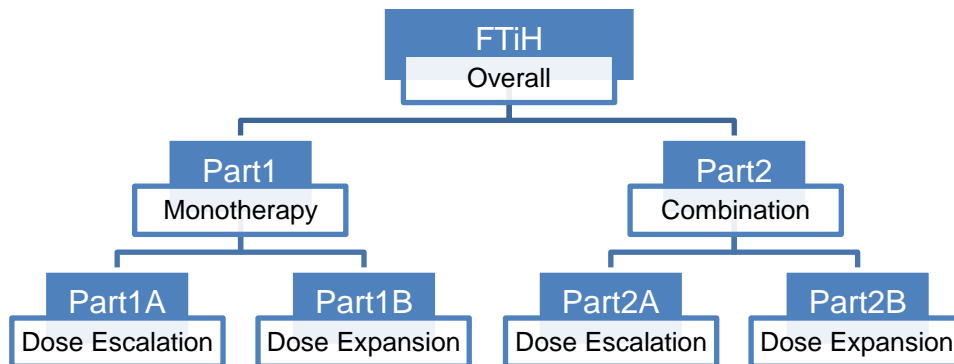 FTiH
Overall
Part1
Monotherapy
Part2
Combination
Part1A
Dose Escalation
Part1B
Dose Expansion
Part2A
Dose Escalation
Part2B
Dose Expansion